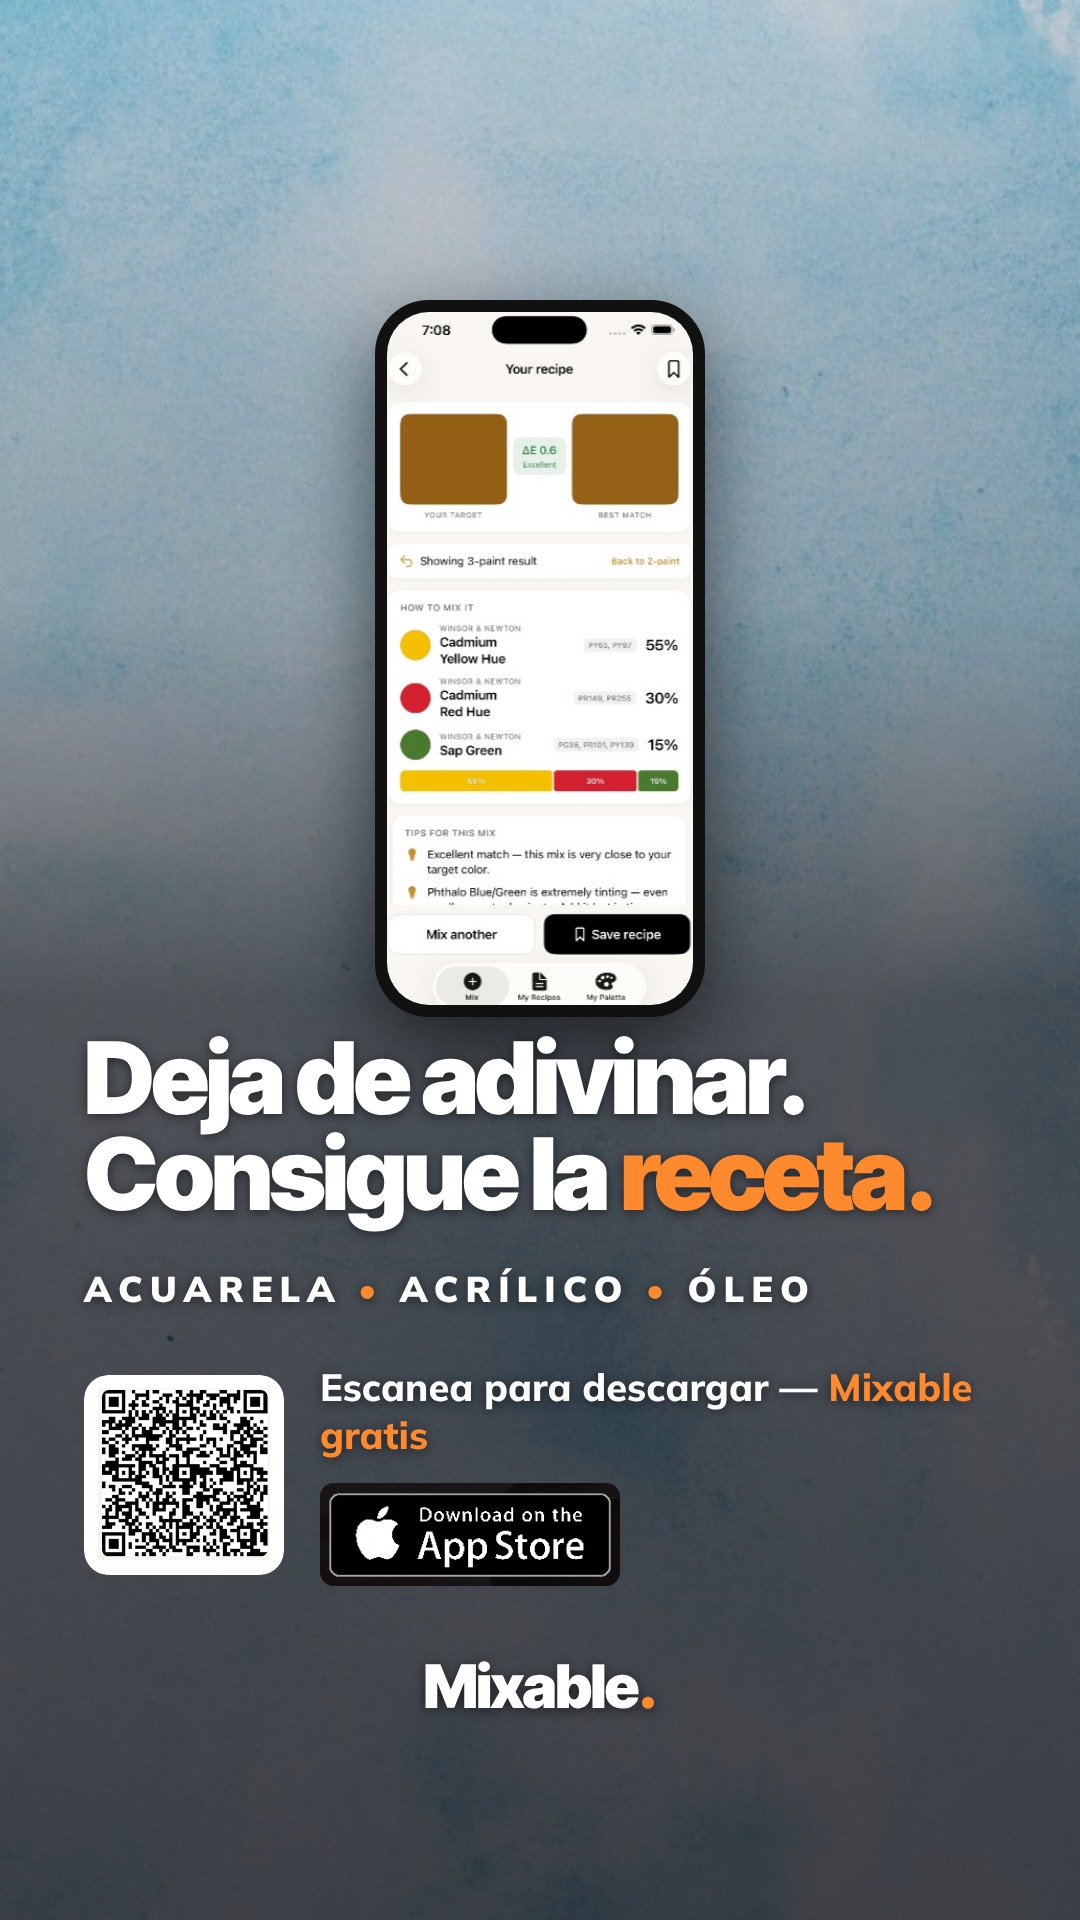 7:08
Your recipe
ΔE 0.6
Excellent
YOUR TARGET
BEST MATCH
Showing 3-paint result
Back to 2-paint
HOW TO MIX IT
WINSOR & NEWTON
Cadmium
Yellow Hue
PY65, PY97
55%
WINSOR & NEWTON
Cadmium
Red Hue
PR149, PR255
30%
WINSOR & NEWTON
Sap Green
PG36, PR101, PY139
15%
55%
30%
15%
TIPS FOR THIS MIX
Excellent match — this mix is very close to your
target color.
Phthalo Blue/Green is extremely tinting — even
Mix another
Save recipe
Mix
My Recipes
My Palette
Deja de adivinar.
Consigue la receta.
ACUARELA • ACRÍLICO • ÓLEO
Escanea para descargar — Mixable
gratis
Download on the
App Store
Mixable.